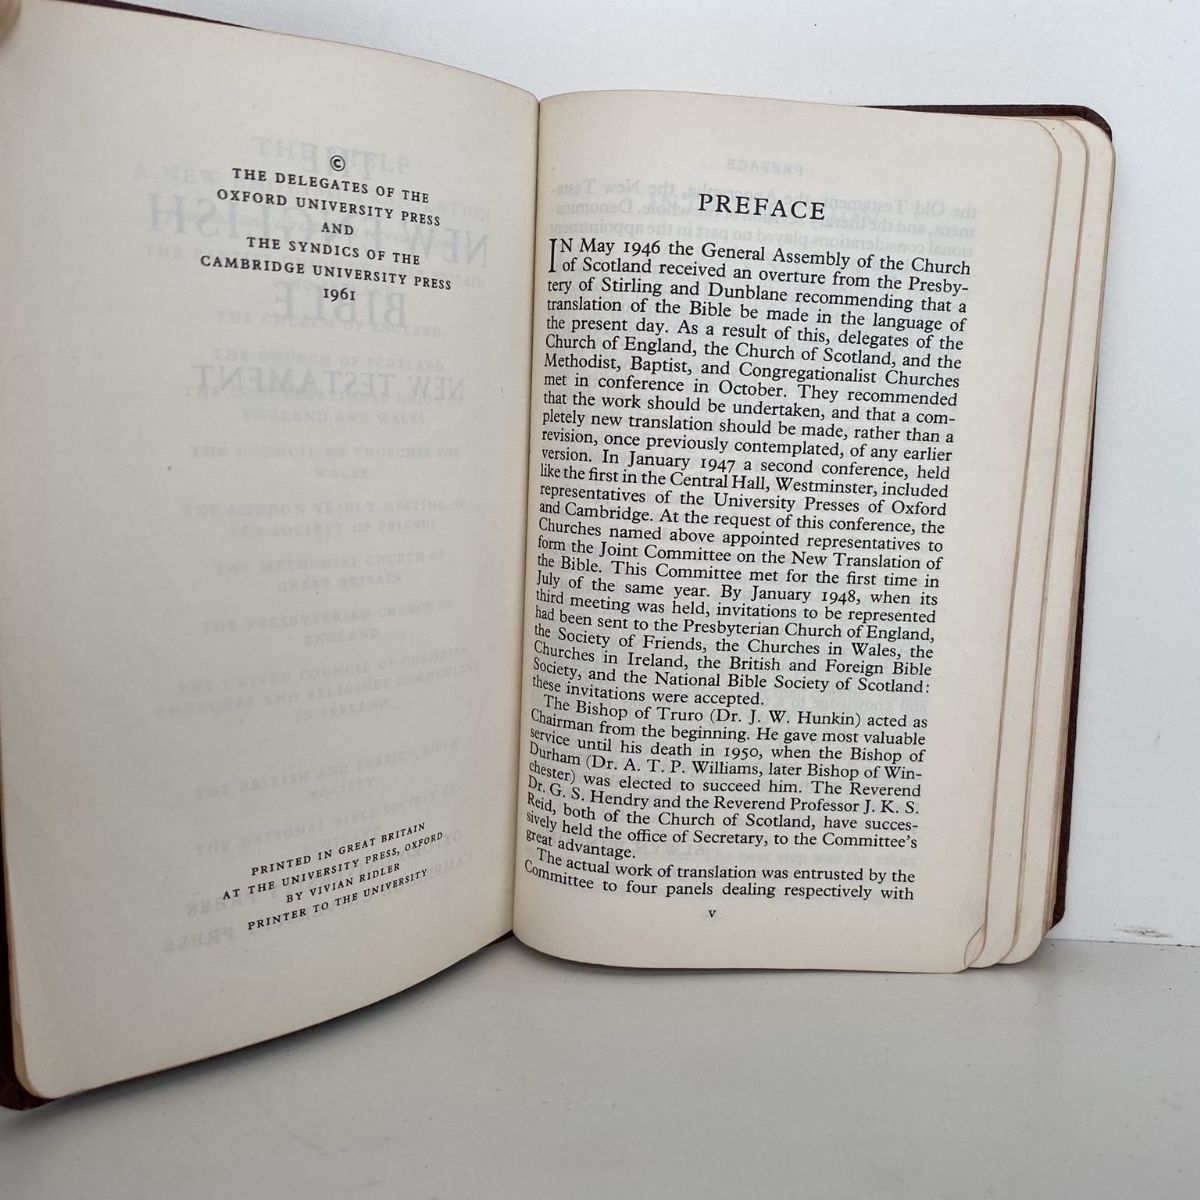 ©
THE DELEGATES OF THE
OXFORD UNIVERSITY PRESS
AND
THE SYNDICS OF THE
CAMBRIDGE UNIVERSITY PRESS
1961
PRINTED IN GREAT BRITAIN
AT THE UNIVERSITY PRESS, OXFORD
BY VIVIAN RIDLER
PRINTER TO THE UNIVERSITY
PREFACE
IN May 1946 the General Assembly of the Church
of Scotland received an overture from the Presby-
tery of Stirling and Dunblane recommending that a
translation of the Bible be made in the language of
the present day. As a result of this, delegates of the
Church of England, the Church of Scotland, and the
Methodist, Baptist, and Congregationalist Churches
met in conference in October. They recommended
that the work should be undertaken, and that a com-
pletely new translation should be made, rather than a
revision, once previously contemplated, of any earlier
version. In January 1947 a second conference, held
like the first in the Central Hall, Westminster, included
representatives of the University Presses of Oxford
and Cambridge. At the request of this conference, the
Churches named above appointed representatives to
form the Joint Committee on the New Translation of
the Bible. This Committee met for the first time in
July of the same year. By January 1948, when its
third meeting was held, invitations to be represented
had been sent to the Presbyterian Church of England,
the Society of Friends, the Churches in Wales, the
Churches in Ireland, the British and Foreign Bible
Society, and the National Bible Society of Scotland:
these invitations were accepted.
The Bishop of Truro (Dr. J. W. Hunkin) acted as
Chairman from the beginning. He gave most valuable
service until his death in 1950, when the Bishop of
Durham (Dr. A. T. P. Williams, later Bishop of Win-
chester) was elected to succeed him. The Reverend
Dr. G. S. Hendry and the Reverend Professor J. K. S.
Reid, both of the Church of Scotland, have succes-
sively held the office of Secretary, to the Committee's
great advantage.
The actual work of translation was entrusted by the
Committee to four panels dealing respectively with
v